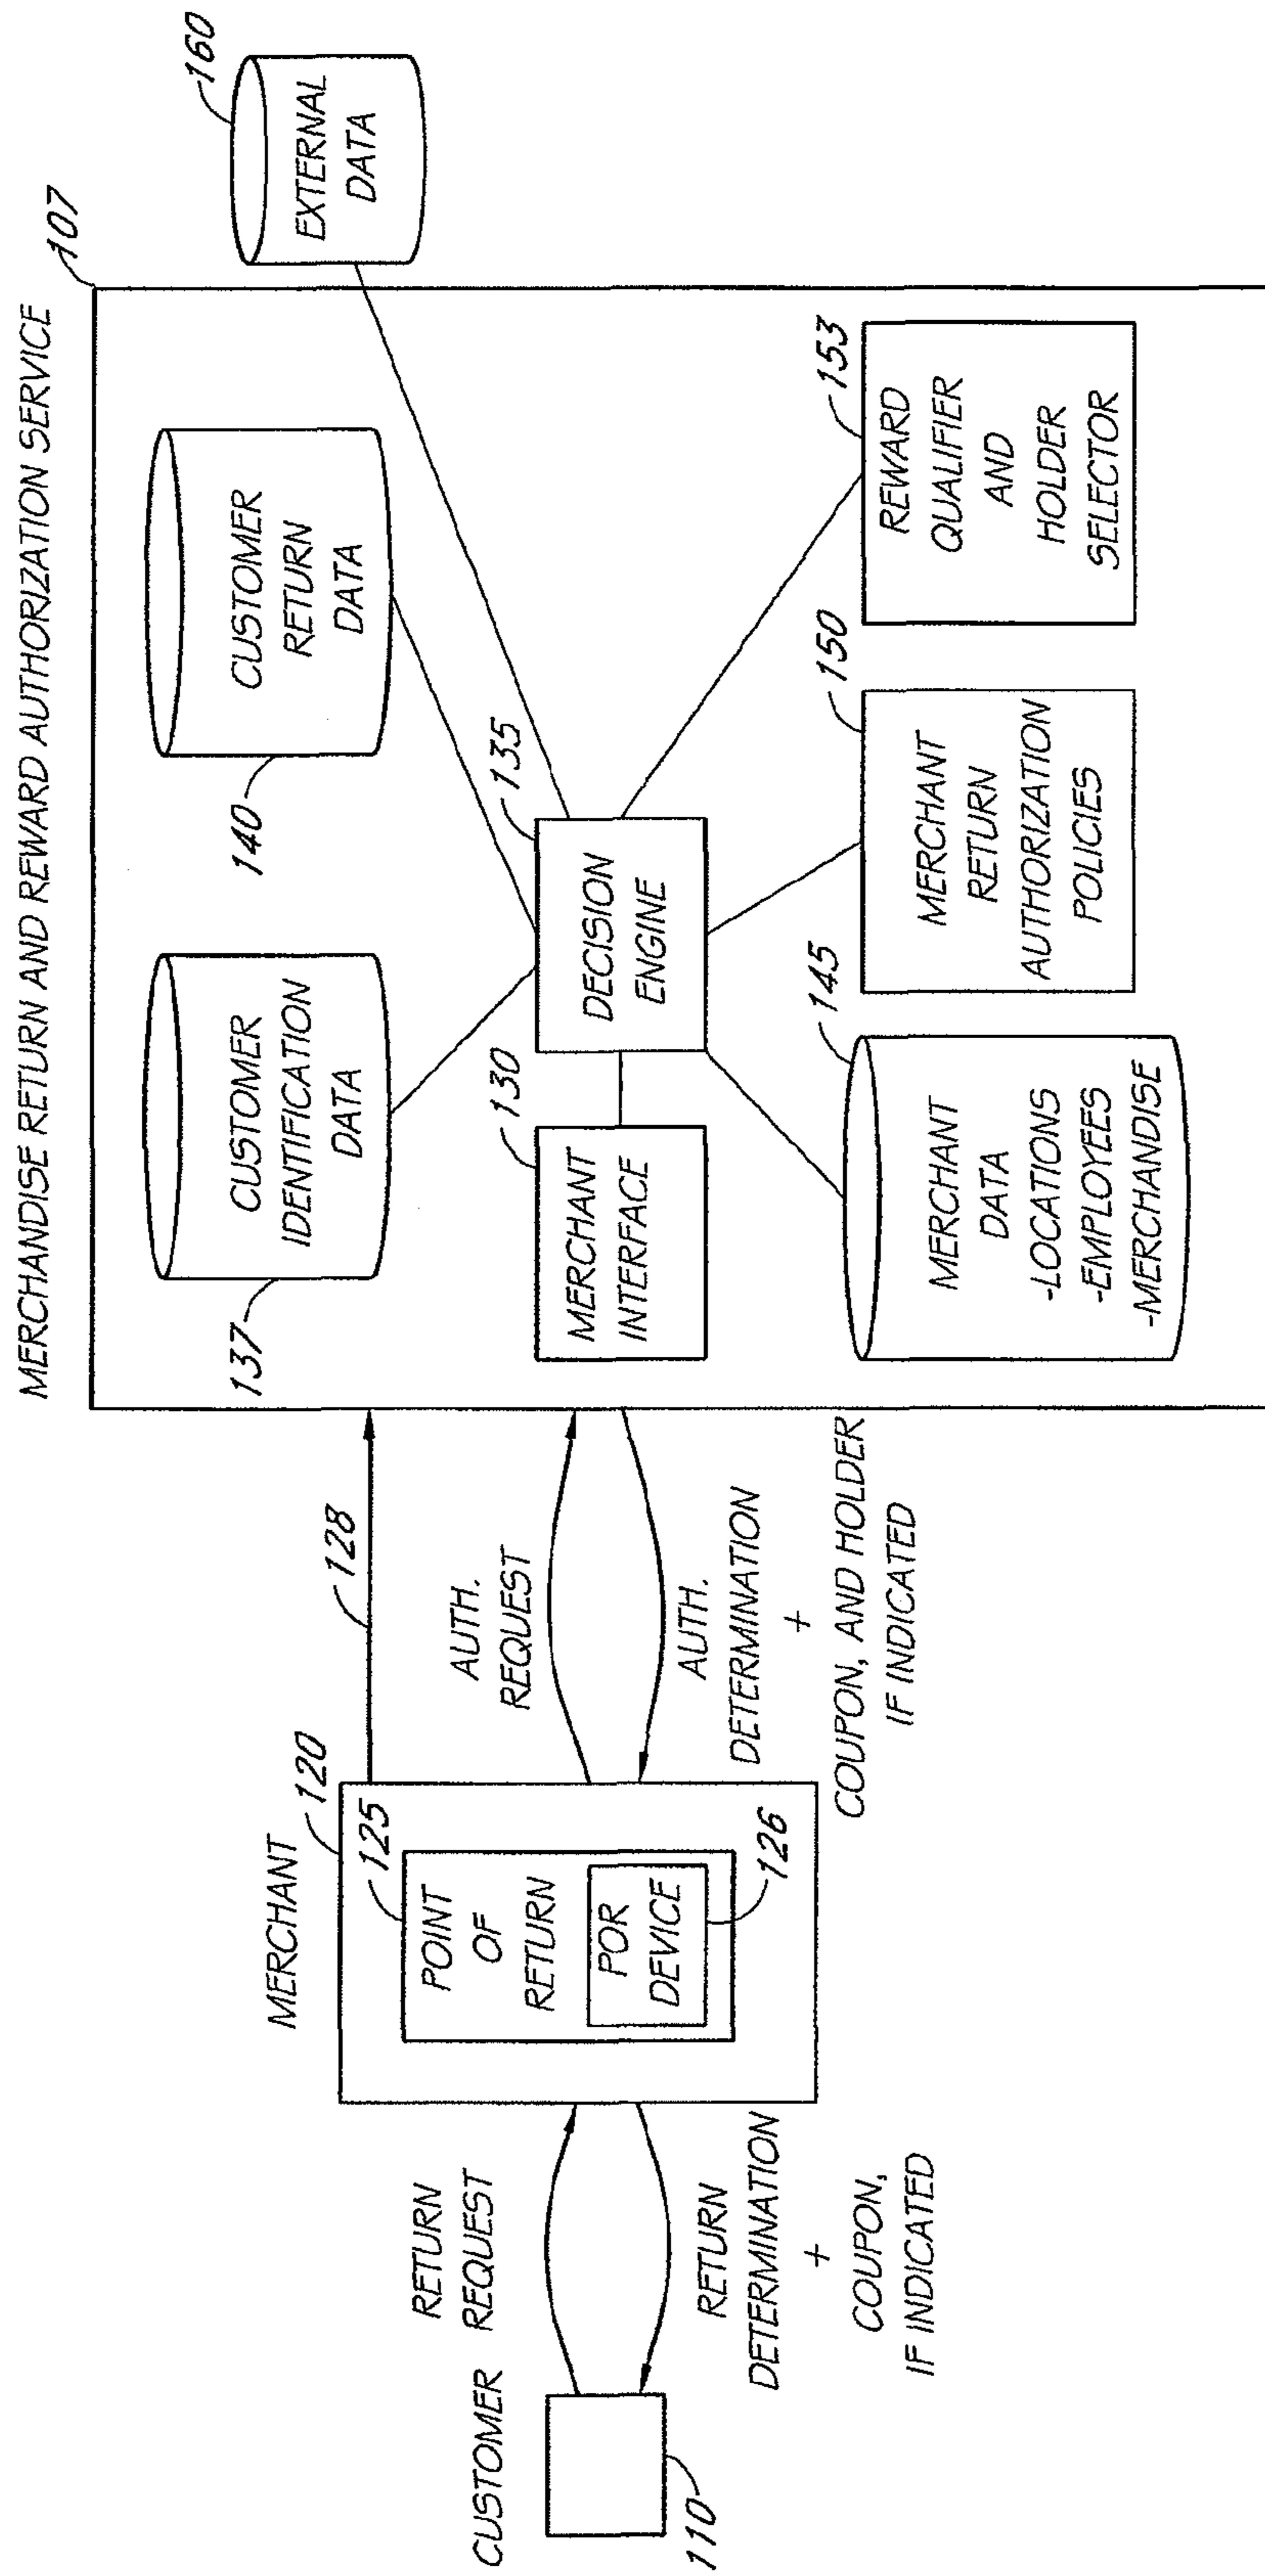 MERCHANDISE RETURN AND REWARD AUTHORIZATION SERVICE
107
160
EXTERNAL
DATA
137
CUSTOMER
IDENTIFICATION
DATA
140
CUSTOMER
RETURN
DATA
130
MERCHANT
INTERFACE
135
DECISION
ENGINE
145
MERCHANT
DATA
-LOCATIONS
-EMPLOYEES
-MERCHANDISE
150
MERCHANT
RETURN
AUTHORIZATION
POLICIES
153
REWARD
QUALIFIER
AND
HOLDER
SELECTOR
128
AUTH.
REQUEST
AUTH.
DETERMINATION
+
COUPON, AND HOLDER
IF INDICATED
MERCHANT
120
125
POINT
OF
RETURN
POR
DEVICE
126
RETURN
REQUEST
CUSTOMER
110
RETURN
DETERMINATION
+
COUPON,
IF INDICATED